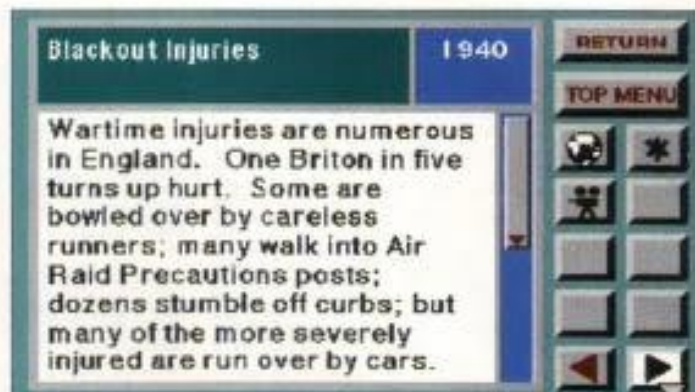 Blackout Injuries
1940
RETURN
TOP MENU
Wartime injuries are numerous
in England. One Briton in five
turns up hurt. Some are
bowled over by careless
runners; many walk into Air
Raid Precautions posts;
dozens stumble off curbs; but
many of the more severely
injured are run over by cars.